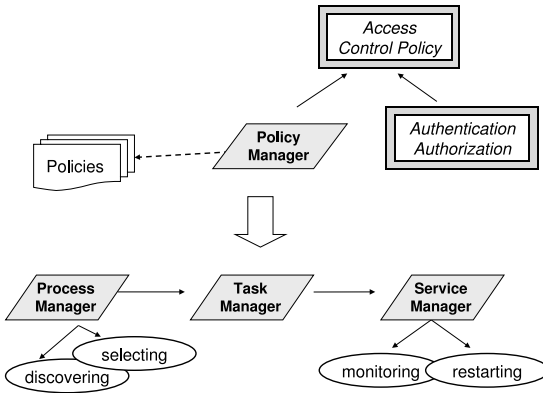 Access
Control Policy
Policy
Manager
Authentication
Authorization
Policies
Process
Manager
Task
Manager
Service
Manager
selecting
discovering
monitoring
restarting